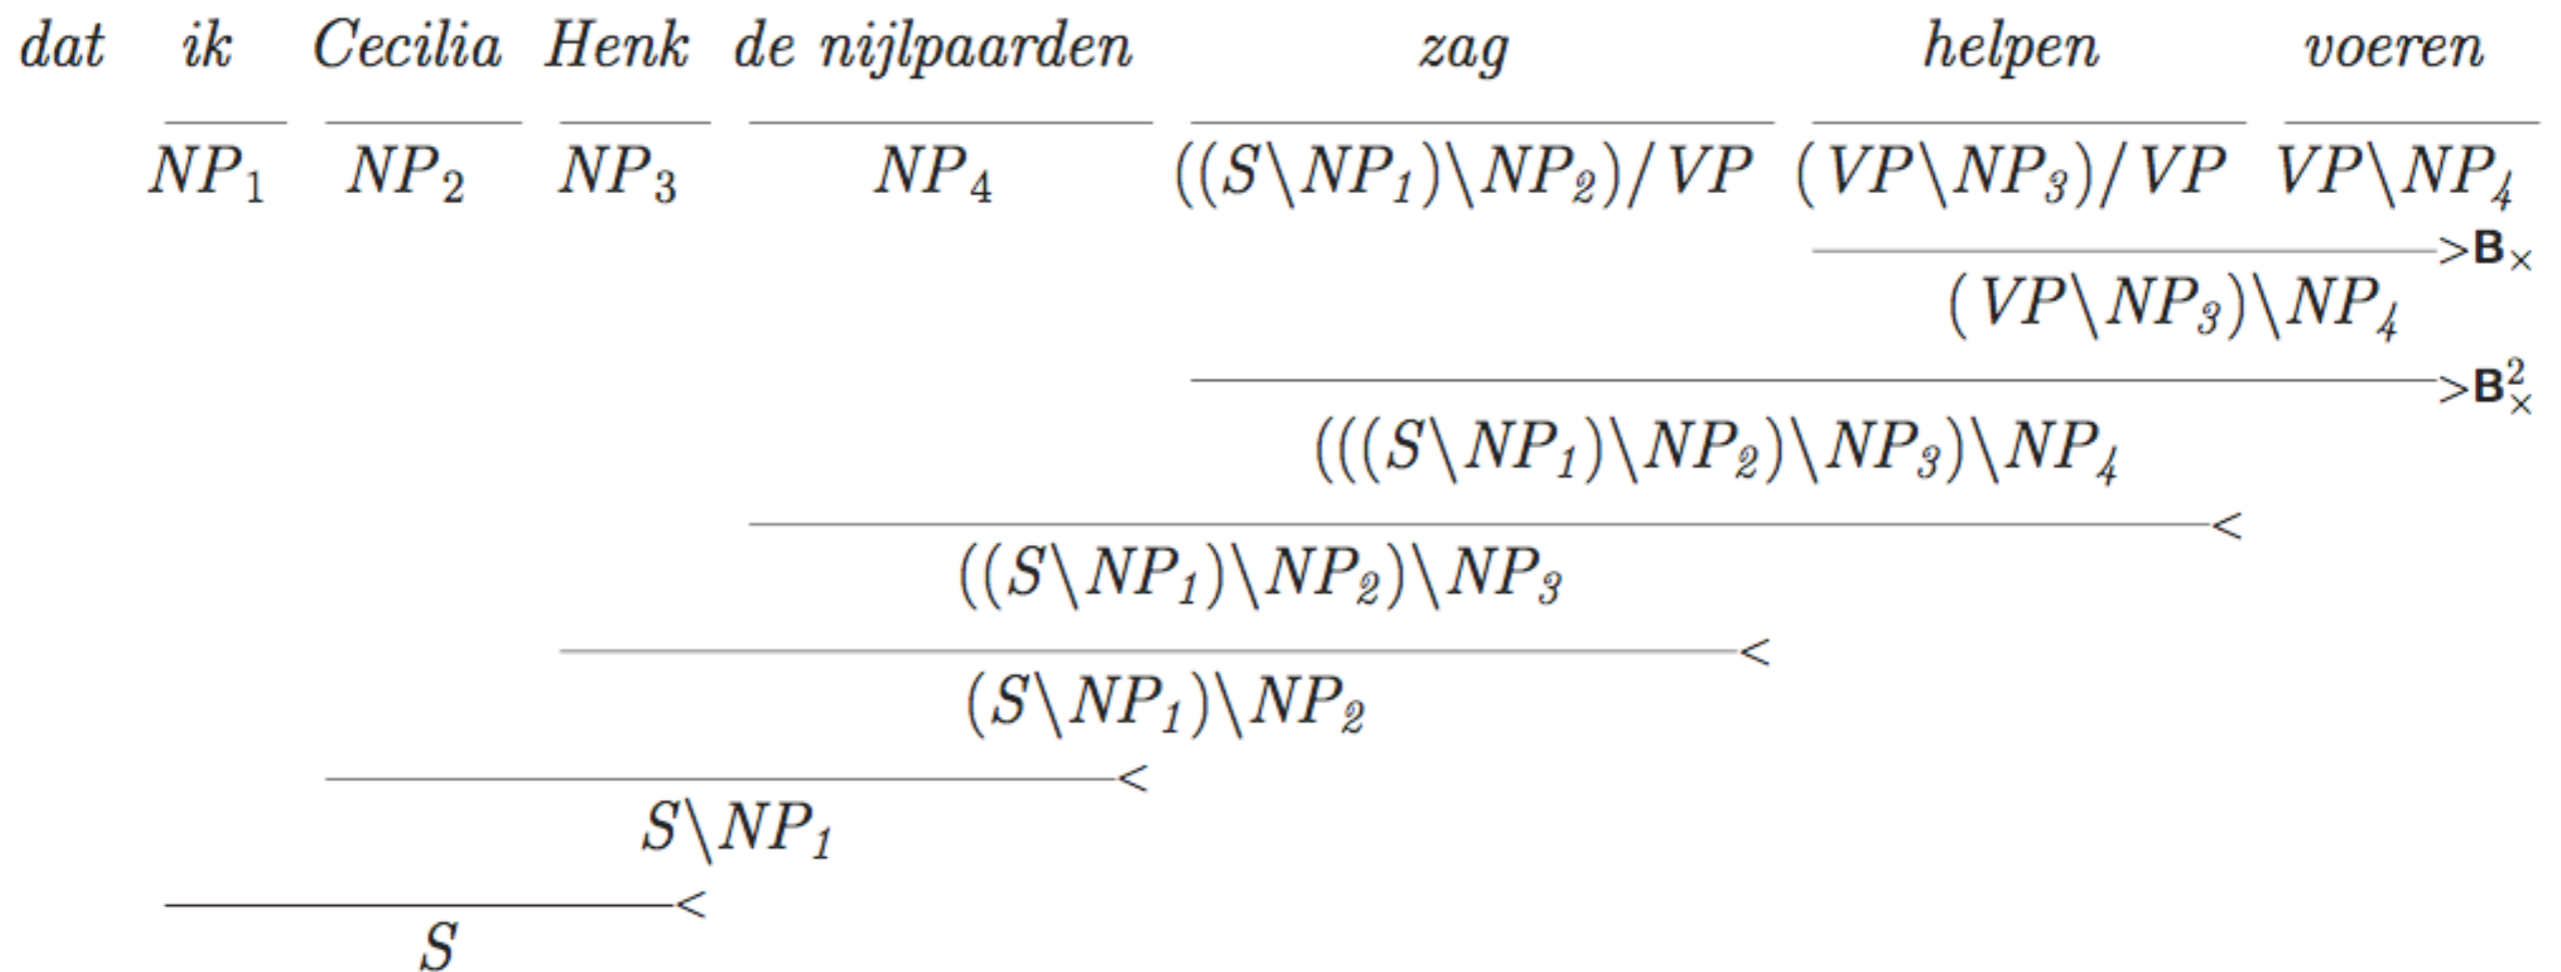 dat ik Cecilia Henk de nijlpaarden zag helpen voeren
NP₁ NP₂ NP₃ NP₄ ((S\NP₁)\NP₂)/VP (VP\NP₃)/VP VP\NP₄
>B×
(VP\NP₃)\NP₄
>B²×
(((S\NP₁)\NP₂)\NP₃)\NP₄
<
((S\NP₁)\NP₂)\NP₃
<
(S\NP₁)\NP₂
<
S\NP₁
<
S